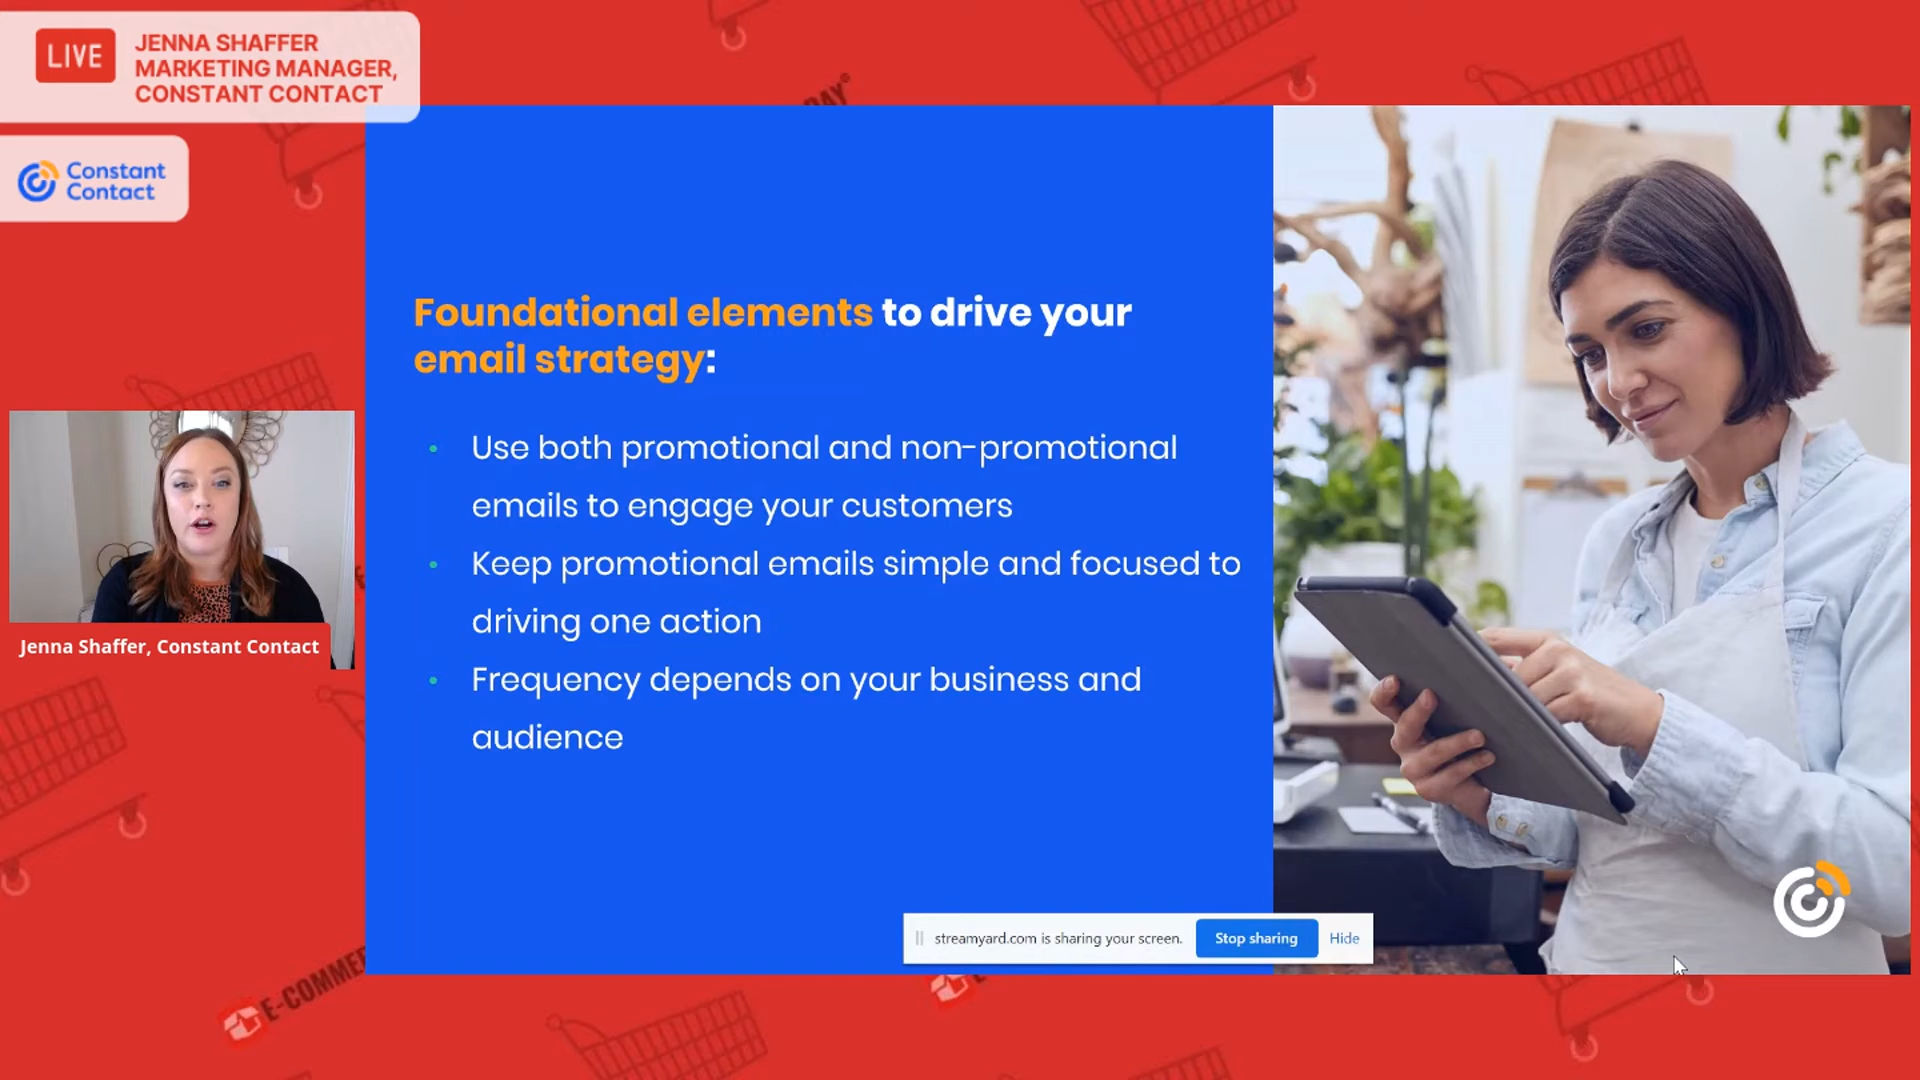 LIVE
JENNA SHAFFER
MARKETING MANAGER,
CONSTANT CONTACT
Constant
Contact
Foundational elements to drive your
email strategy:
• Use both promotional and non-promotional
emails to engage your customers
• Keep promotional emails simple and focused to
driving one action
• Frequency depends on your business and
audience
Jenna Shaffer, Constant Contact
streamyard.com is sharing your screen.
Stop sharing
Hide